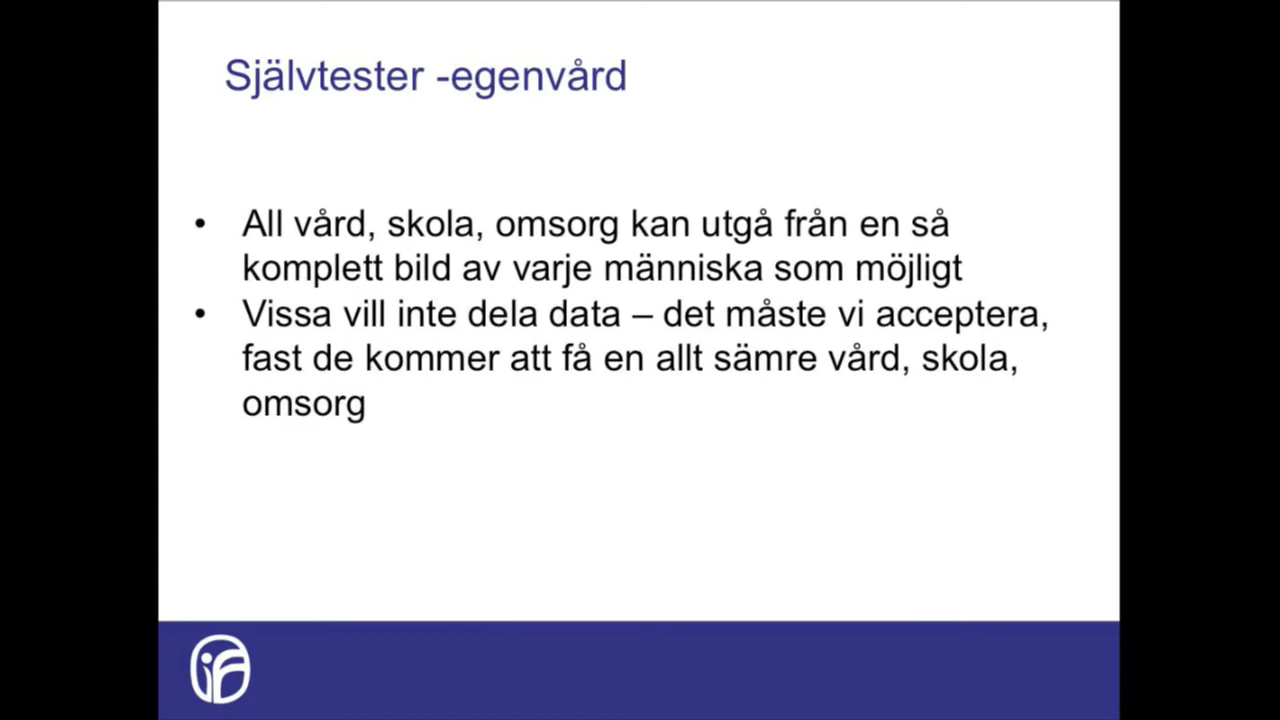 Självtester -egenvård
• All vård, skola, omsorg kan utgå från en så
komplett bild av varje människa som möjligt
• Vissa vill inte dela data – det måste vi acceptera,
fast de kommer att få en allt sämre vård, skola,
omsorg